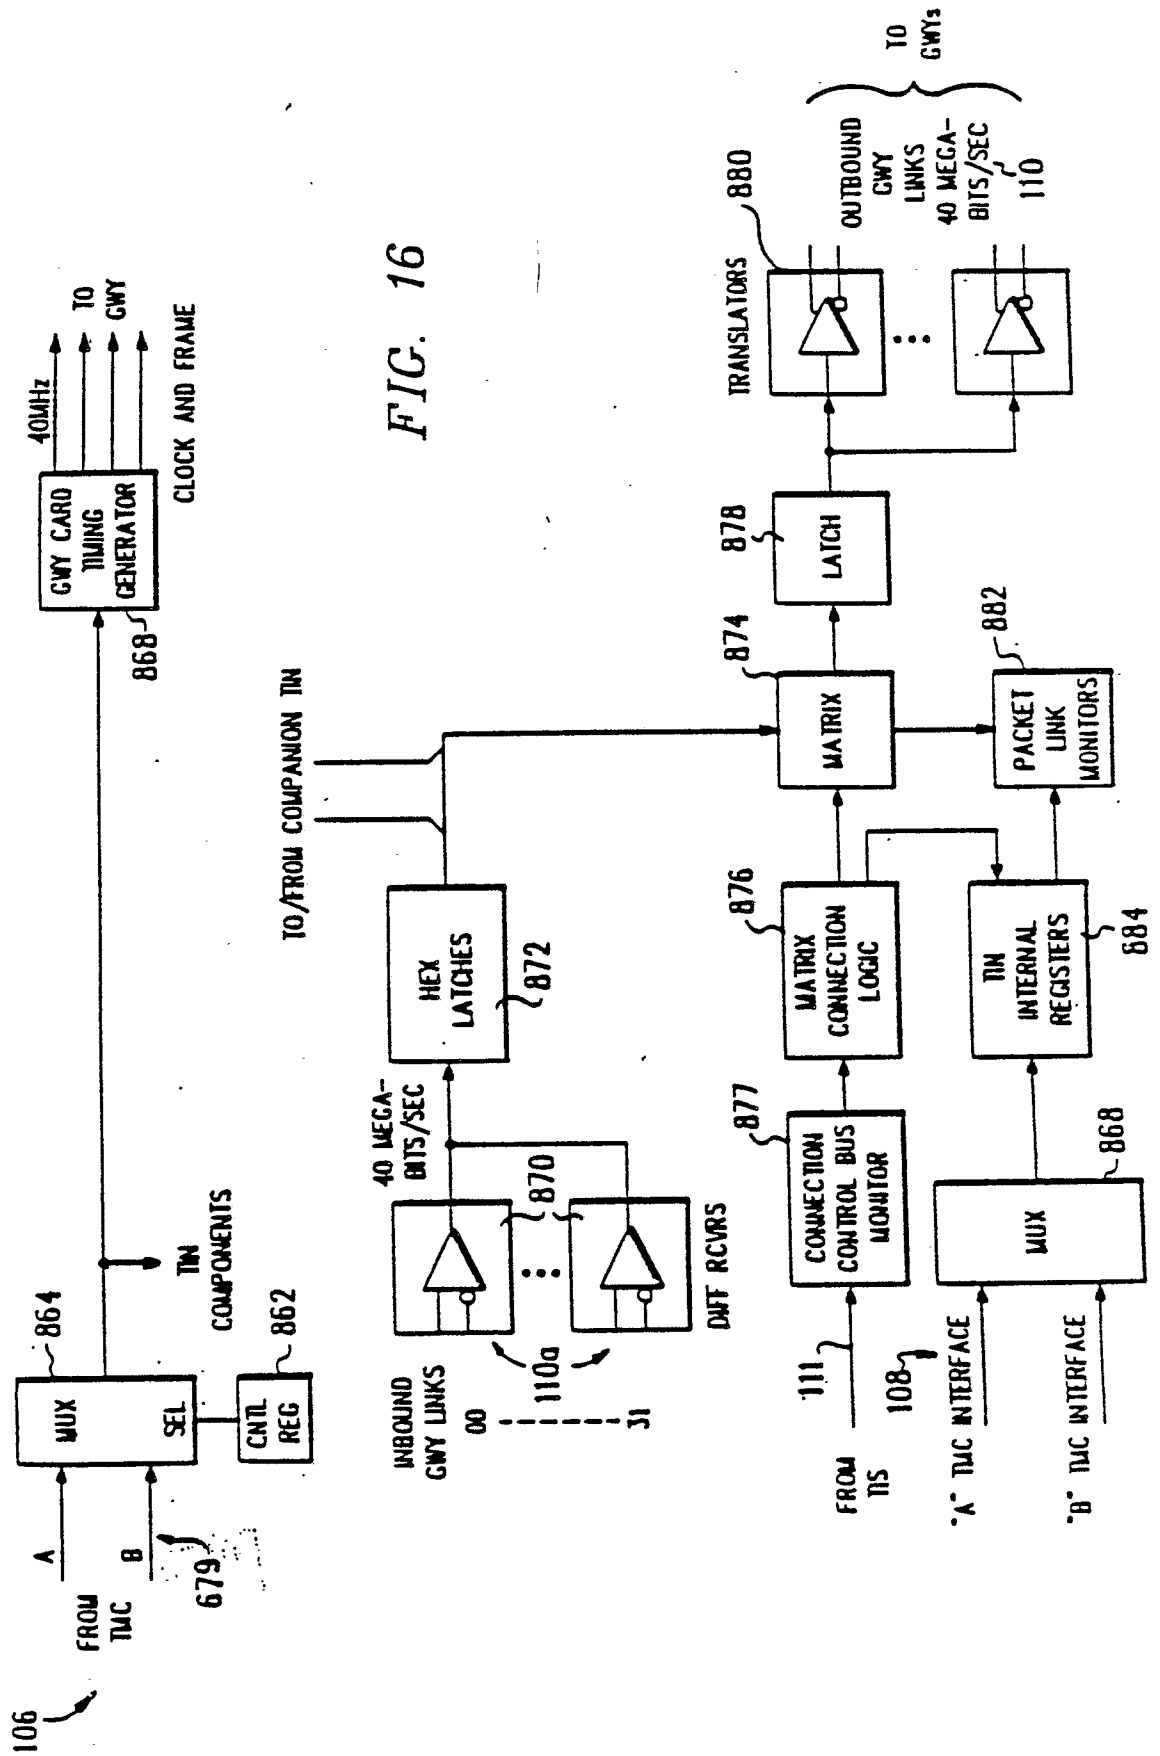 106
FROM
TMC
A
B
679
MUX
SEL
864
CNTL
REG
862
TIN
COMPONENTS
GWY CARD
TIMING
GENERATOR
868
40MHz
TO
GWY
CLOCK AND FRAME
FIG. 16
INBOUND
GWY LINKS
00
31
110a
870
DIFF RCVRS
40 MEGA-
BITS/SEC
HEX
LATCHES
872
TO/FROM COMPANION TIN
FROM
TIS
111
CONNECTION
CONTROL BUS
MONITOR
877
MATRIX
CONNECTION
LOGIC
876
MATRIX
874
LATCH
878
TRANSLATORS
880
OUTBOUND
GWY
LINKS
40 MEGA-
BITS/SEC
110
TO
GWYs
108
"A" TMC INTERFACE
"B" TMC INTERFACE
MUX
868
TIN
INTERNAL
REGISTERS
884
PACKET
LINK
MONITORS
882